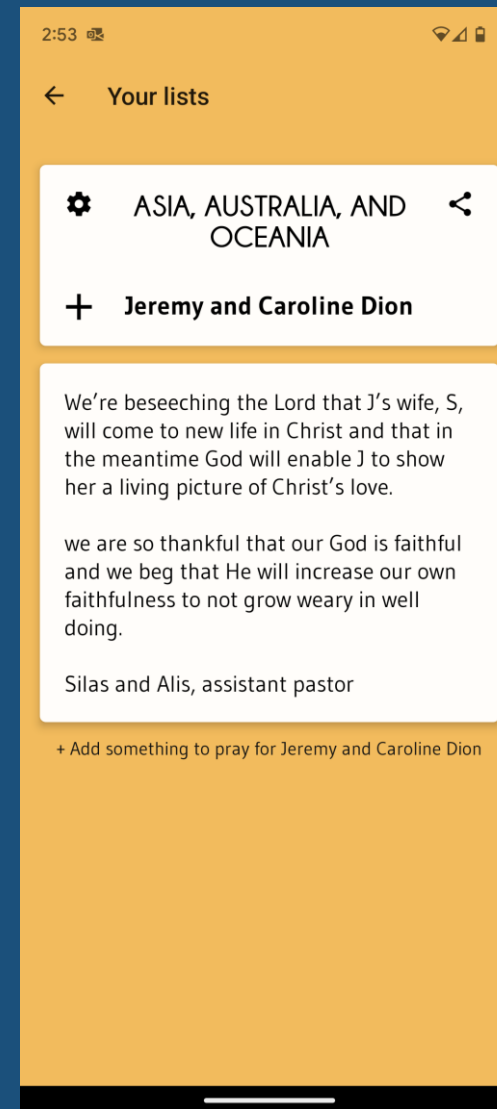 2:53
Your lists
ASIA, AUSTRALIA, AND
OCEANIA
Jeremy and Caroline Dion
We’re beseeching the Lord that J’s wife, S,
will come to new life in Christ and that in
the meantime God will enable J to show
her a living picture of Christ’s love.
we are so thankful that our God is faithful
and we beg that He will increase our own
faithfulness to not grow weary in well
doing.
Silas and Alis, assistant pastor
+ Add something to pray for Jeremy and Caroline Dion